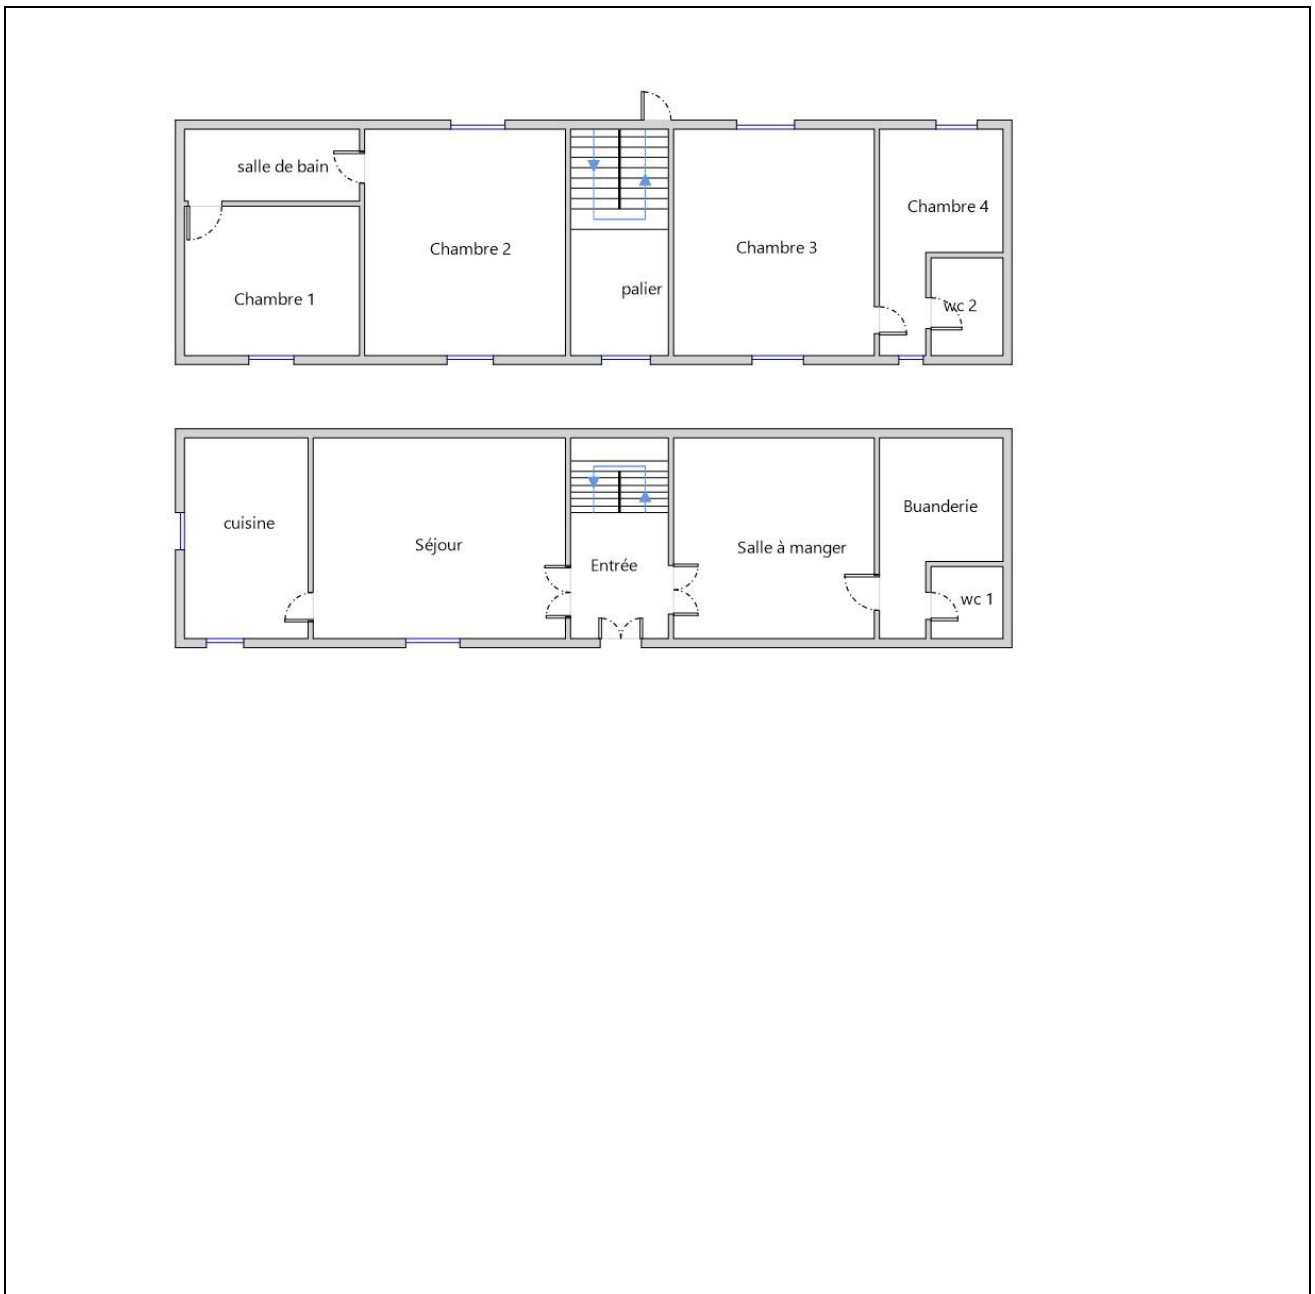 salle de bain
Chambre 4
Chambre 2
Chambre 3
palier
Chambre 1
wc 2
Buanderie
cuisine
Séjour
Salle à manger
Entrée
wc 1